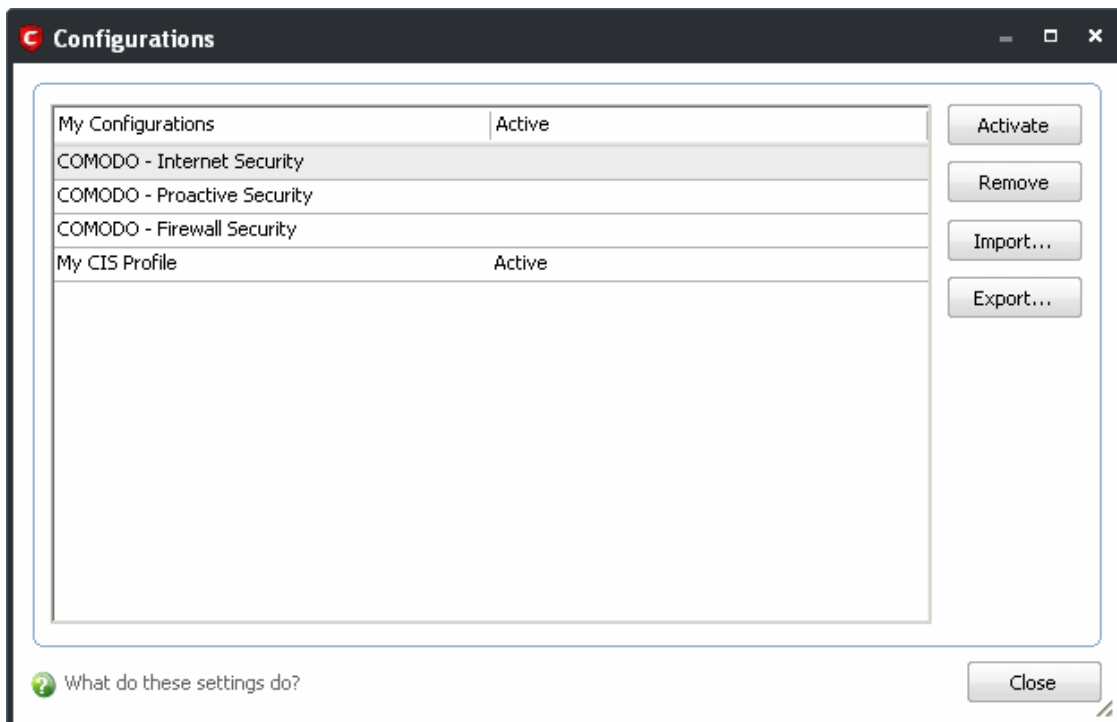 Configurations
My Configurations Active
COMODO - Internet Security
COMODO - Proactive Security
COMODO - Firewall Security
My CIS Profile Active
Activate
Remove
Import...
Export...
What do these settings do?
Close